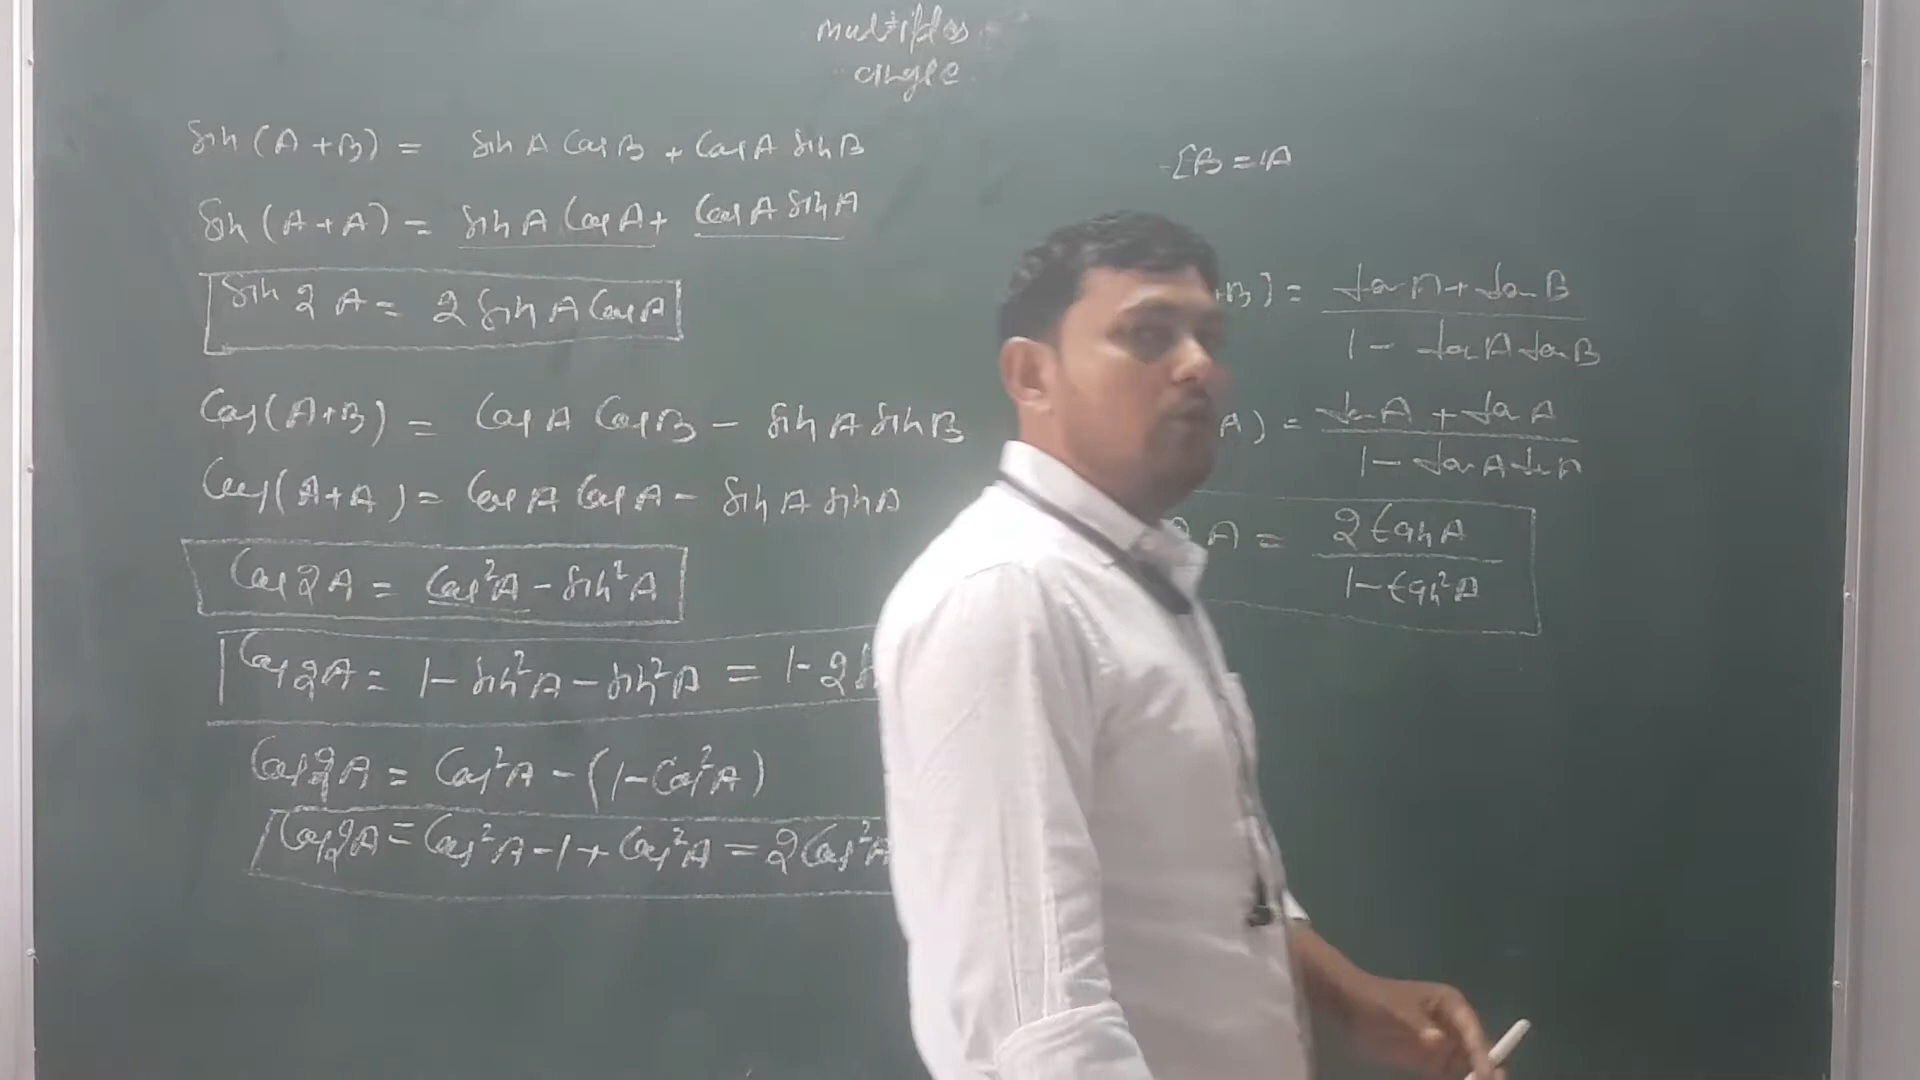 multiples
angle
Sin (A+B) = Sin A Cos B + Cos A Sin B
Sin (A+A) = Sin A Cos A + Cos A Sin A
Sin 2A = 2 Sin A Cos A
Cos (A+B) = Cos A Cos B - Sin A Sin B
Cos (A+A) = Cos A Cos A - Sin A Sin A
Cos 2A = Cos²A - Sin²A
Cos 2A = 1 - Sin²A - Sin²A = 1 - 2
Cos 2A = Cos²A - (1 - Cos²A)
Cos 2A = Cos²A - 1 + Cos²A = 2 Cos²A
[B = A
+B) = tan A + tan B
1 - tan A tan B
A) = tan A + tan A
1 - tan A tan A
2A = 2 tan A
1 - tan²A